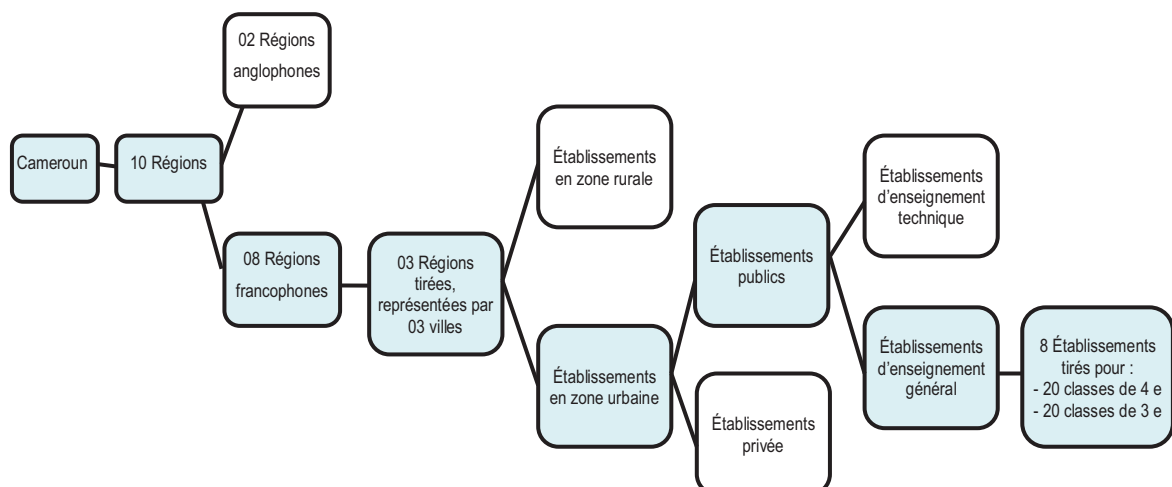 Cameroun
10 Régions
02 Régions
anglophones
08 Régions
francophones
03 Régions
tirées,
représentées par
03 villes
Établissements
en zone rurale
Établissements
en zone urbaine
Établissements
publics
Établissements
privée
Établissements
d'enseignement
technique
Établissements
d'enseignement
général
8 Établissements
tirés pour :
- 20 classes de 4 e
- 20 classes de 3 e